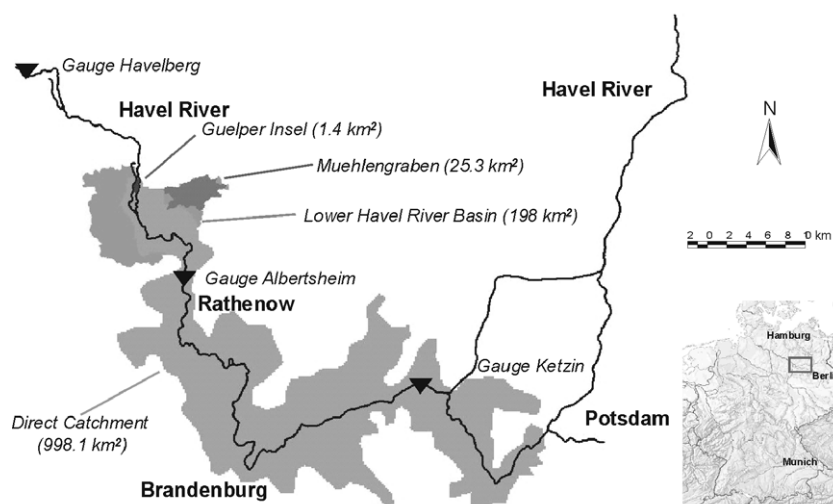 Gauge Havelberg
Havel River
Havel River
Guelper Insel (1.4 km²)
N
Muehlengraben (25.3 km²)
Lower Havel River Basin (198 km²)
2 0 2 4 6 8 10 km
Gauge Albertsheim
Rathenow
Hamburg
Berli
Gauge Ketzin
Direct Catchment
(998.1 km²)
Potsdam
Munich
Brandenburg